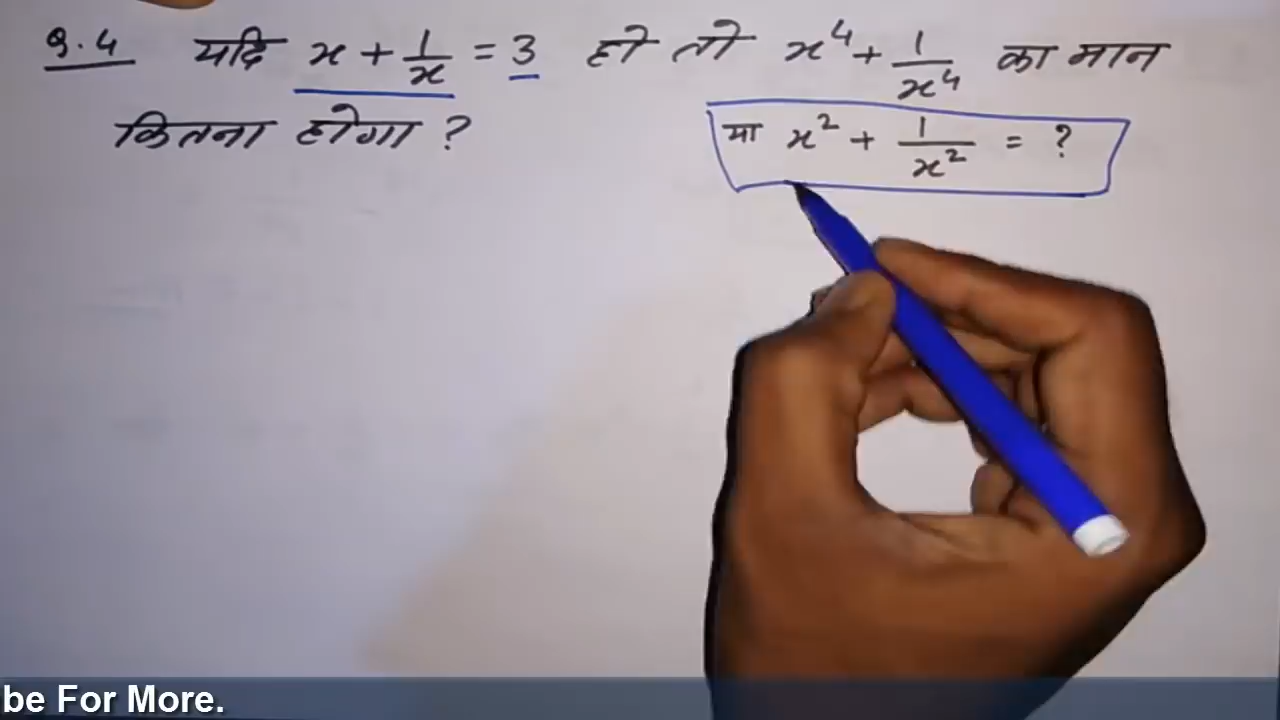 Q.4 यदि x + 1/x = 3 हो तो x⁴ + 1/x⁴ का मान
कितना होगा ?
या x² + 1/x² = ?
be For More.